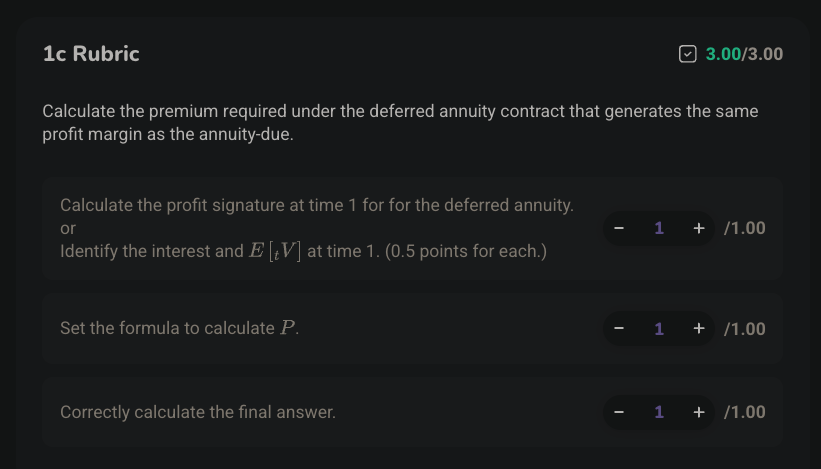 1c Rubric
3.00/3.00
Calculate the premium required under the deferred annuity contract that generates the same
profit margin as the annuity-due.
Calculate the profit signature at time 1 for for the deferred annuity.
or
Identify the interest and E [ₜV] at time 1. (0.5 points for each.)
− 1 + /1.00
Set the formula to calculate P.
− 1 + /1.00
Correctly calculate the final answer.
− 1 + /1.00